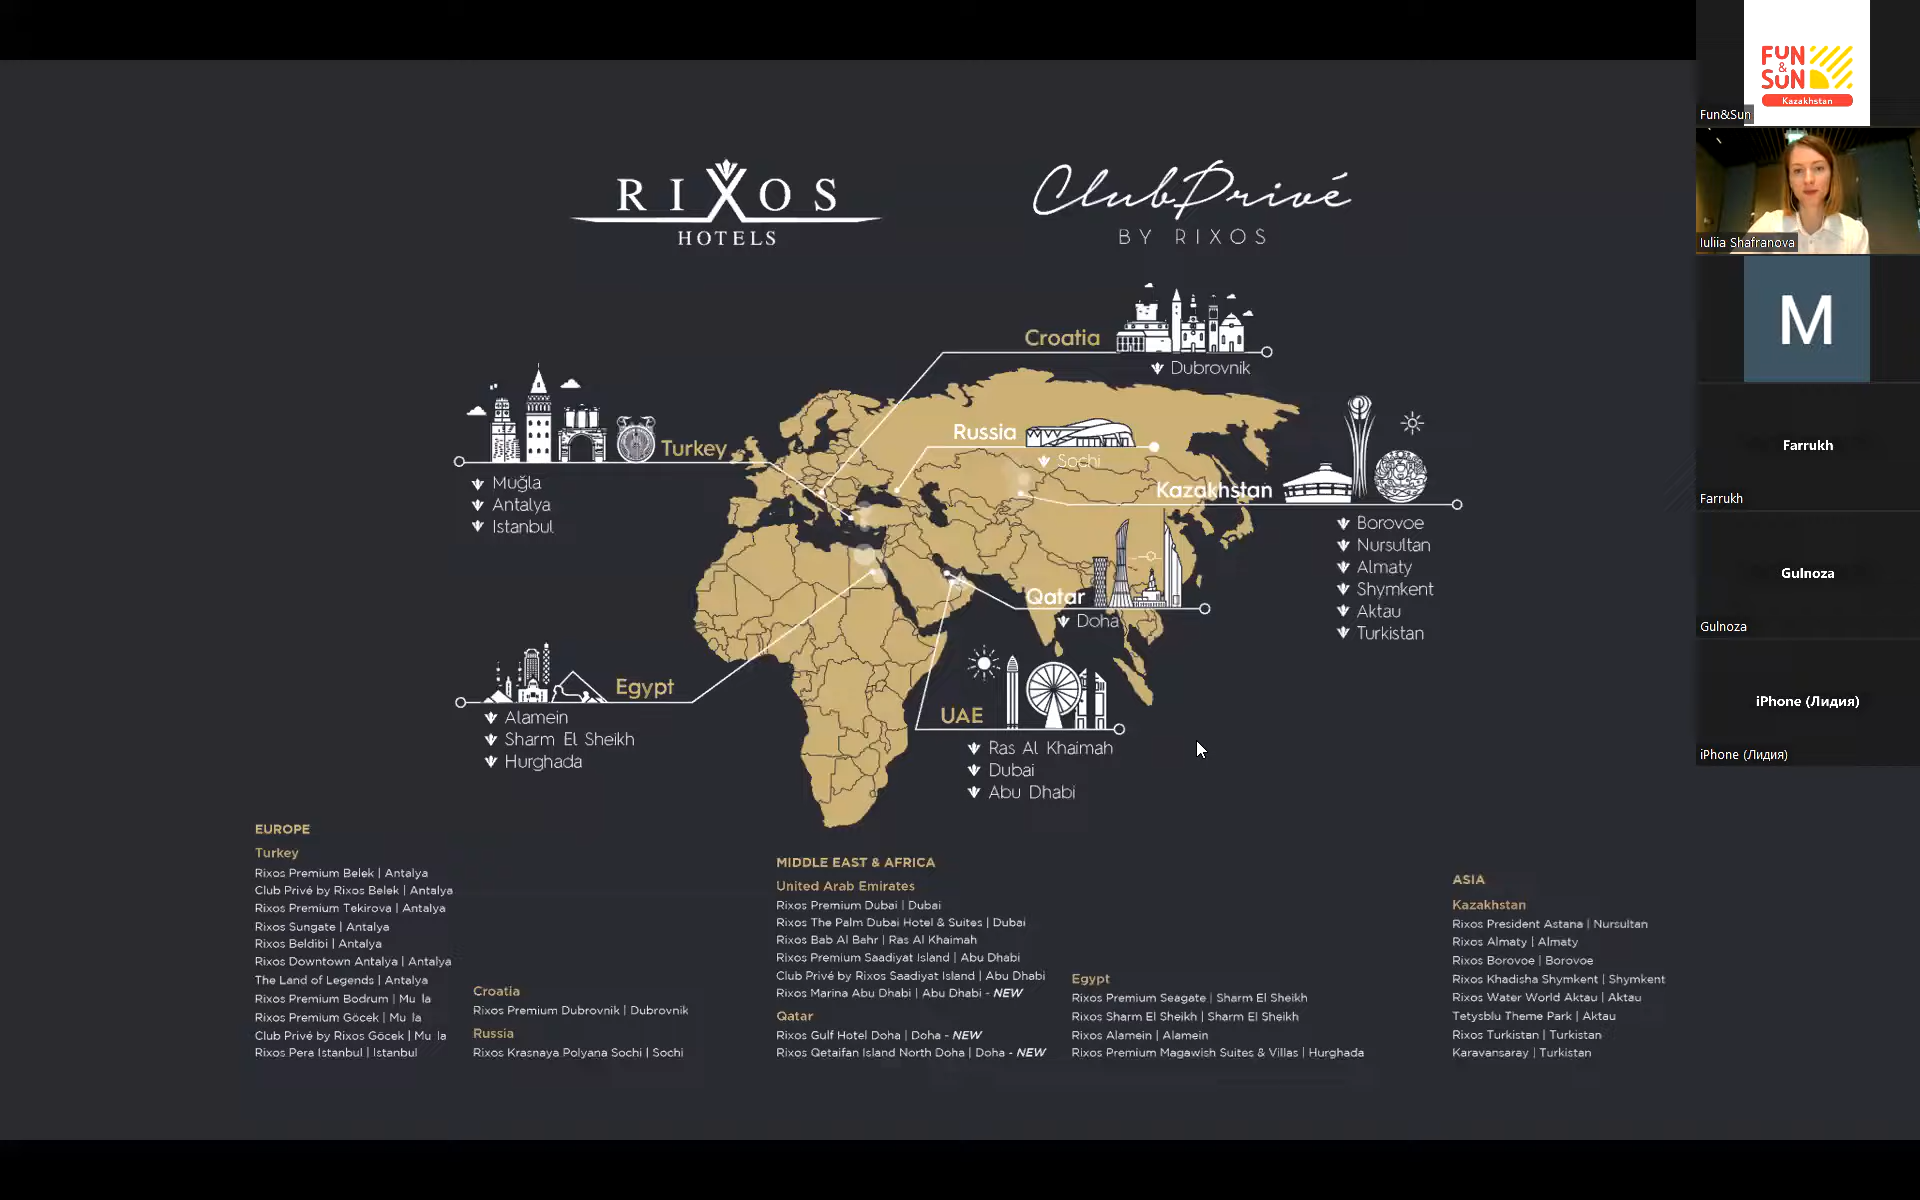 RIXOS
HOTELS
Club Privé
BY RIXOS
Croatia
Dubrovnik
Turkey
Muğla
Antalya
Istanbul
Russia
Sochi
Kazakhstan
Borovoe
Nursultan
Almaty
Shymkent
Aktau
Turkistan
Qatar
Doha
Egypt
Alamein
Sharm El Sheikh
Hurghada
UAE
Ras Al Khaimah
Dubai
Abu Dhabi
EUROPE
Turkey
Rixos Premium Belek | Antalya
Club Privé by Rixos Belek | Antalya
Rixos Premium Tekirova | Antalya
Rixos Sungate | Antalya
Rixos Beldibi | Antalya
Rixos Downtown Antalya | Antalya
The Land of Legends | Antalya
Rixos Premium Bodrum | Mu la
Rixos Premium Göcek | Mu la
Club Privé by Rixos Göcek | Mu la
Rixos Pera Istanbul | Istanbul
Croatia
Rixos Premium Dubrovnik | Dubrovnik
Russia
Rixos Krasnaya Polyana Sochi | Sochi
MIDDLE EAST & AFRICA
United Arab Emirates
Rixos Premium Dubai | Dubai
Rixos The Palm Dubai Hotel & Suites | Dubai
Rixos Bab Al Bahr | Ras Al Khaimah
Rixos Premium Saadiyat Island | Abu Dhabi
Club Privé by Rixos Saadiyat Island | Abu Dhabi
Rixos Marina Abu Dhabi | Abu Dhabi - NEW
Qatar
Rixos Gulf Hotel Doha | Doha - NEW
Rixos Qetaifan Island North Doha | Doha - NEW
Egypt
Rixos Premium Seagate | Sharm El Sheikh
Rixos Sharm El Sheikh | Sharm El Sheikh
Rixos Alamein | Alamein
Rixos Premium Magawish Suites & Villas | Hurghada
ASIA
Kazakhstan
Rixos President Astana | Nursultan
Rixos Almaty | Almaty
Rixos Borovoe | Borovoe
Rixos Khadisha Shymkent | Shymkent
Rixos Water World Aktau | Aktau
Tetysblu Theme Park | Aktau
Rixos Turkistan | Turkistan
Karavansaray | Turkistan
FUN
&
SUN
Kazakhstan
Fun&Sun
Iuliia Shafranova
M
Farrukh
Farrukh
Gulnoza
Gulnoza
iPhone (Лидия)
iPhone (Лидия)